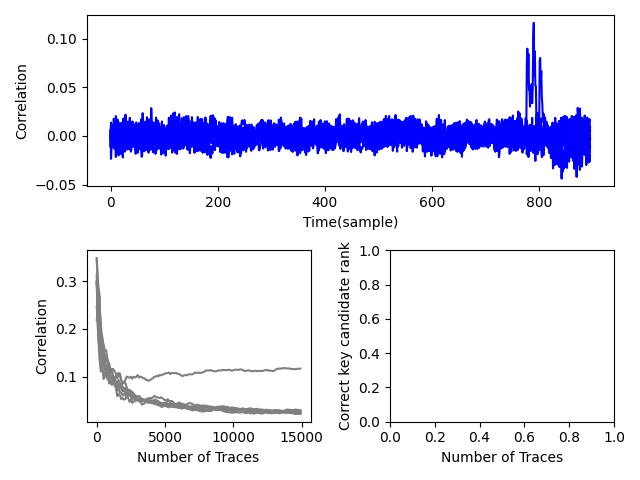 0.10
0.05
0.00
−0.05
Correlation
0 200 400 600 800
Time(sample)
0.3
0.2
0.1
Correlation
0 5000 10000 15000
Number of Traces
1.0
0.8
0.6
0.4
0.2
0.0
Correct key candidate rank
0.0 0.2 0.4 0.6 0.8 1.0
Number of Traces